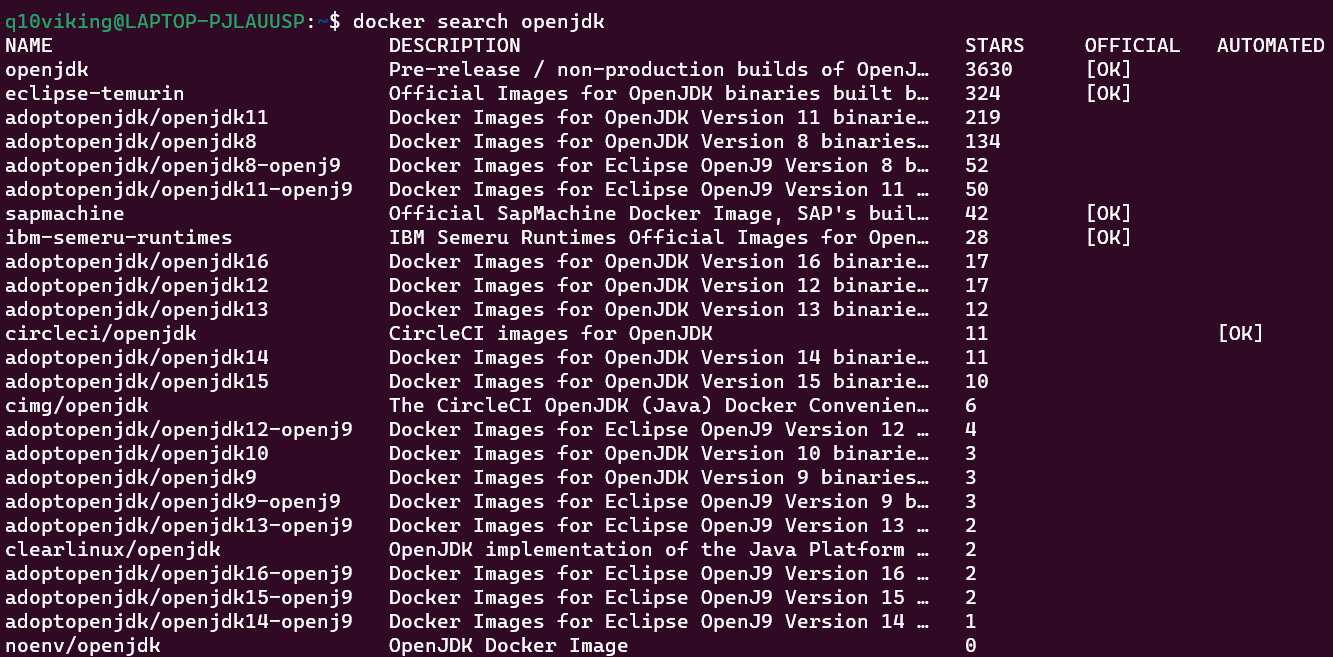 q10viking@LAPTOP-PJLAUUSP:~$ docker search openjdk
NAME DESCRIPTION STARS OFFICIAL AUTOMATED
openjdk Pre-release / non-production builds of OpenJ… 3630 [OK]
eclipse-temurin Official Images for OpenJDK binaries built b… 324 [OK]
adoptopenjdk/openjdk11 Docker Images for OpenJDK Version 11 binarie… 219
adoptopenjdk/openjdk8 Docker Images for OpenJDK Version 8 binaries… 134
adoptopenjdk/openjdk8-openj9 Docker Images for Eclipse OpenJ9 Version 8 b… 52
adoptopenjdk/openjdk11-openj9 Docker Images for Eclipse OpenJ9 Version 11 … 50
sapmachine Official SapMachine Docker Image, SAP's buil… 42 [OK]
ibm-semeru-runtimes IBM Semeru Runtimes Official Images for Open… 28 [OK]
adoptopenjdk/openjdk16 Docker Images for OpenJDK Version 16 binarie… 17
adoptopenjdk/openjdk12 Docker Images for OpenJDK Version 12 binarie… 17
adoptopenjdk/openjdk13 Docker Images for OpenJDK Version 13 binarie… 12
circleci/openjdk CircleCI images for OpenJDK 11 [OK]
adoptopenjdk/openjdk14 Docker Images for OpenJDK Version 14 binarie… 11
adoptopenjdk/openjdk15 Docker Images for OpenJDK Version 15 binarie… 10
cimg/openjdk The CircleCI OpenJDK (Java) Docker Convenien… 6
adoptopenjdk/openjdk12-openj9 Docker Images for Eclipse OpenJ9 Version 12 … 4
adoptopenjdk/openjdk10 Docker Images for OpenJDK Version 10 binarie… 3
adoptopenjdk/openjdk9 Docker Images for OpenJDK Version 9 binaries… 3
adoptopenjdk/openjdk9-openj9 Docker Images for Eclipse OpenJ9 Version 9 b… 3
adoptopenjdk/openjdk13-openj9 Docker Images for Eclipse OpenJ9 Version 13 … 2
clearlinux/openjdk OpenJDK implementation of the Java Platform … 2
adoptopenjdk/openjdk16-openj9 Docker Images for Eclipse OpenJ9 Version 16 … 2
adoptopenjdk/openjdk15-openj9 Docker Images for Eclipse OpenJ9 Version 15 … 2
adoptopenjdk/openjdk14-openj9 Docker Images for Eclipse OpenJ9 Version 14 … 1
noenv/openjdk OpenJDK Docker Image 0